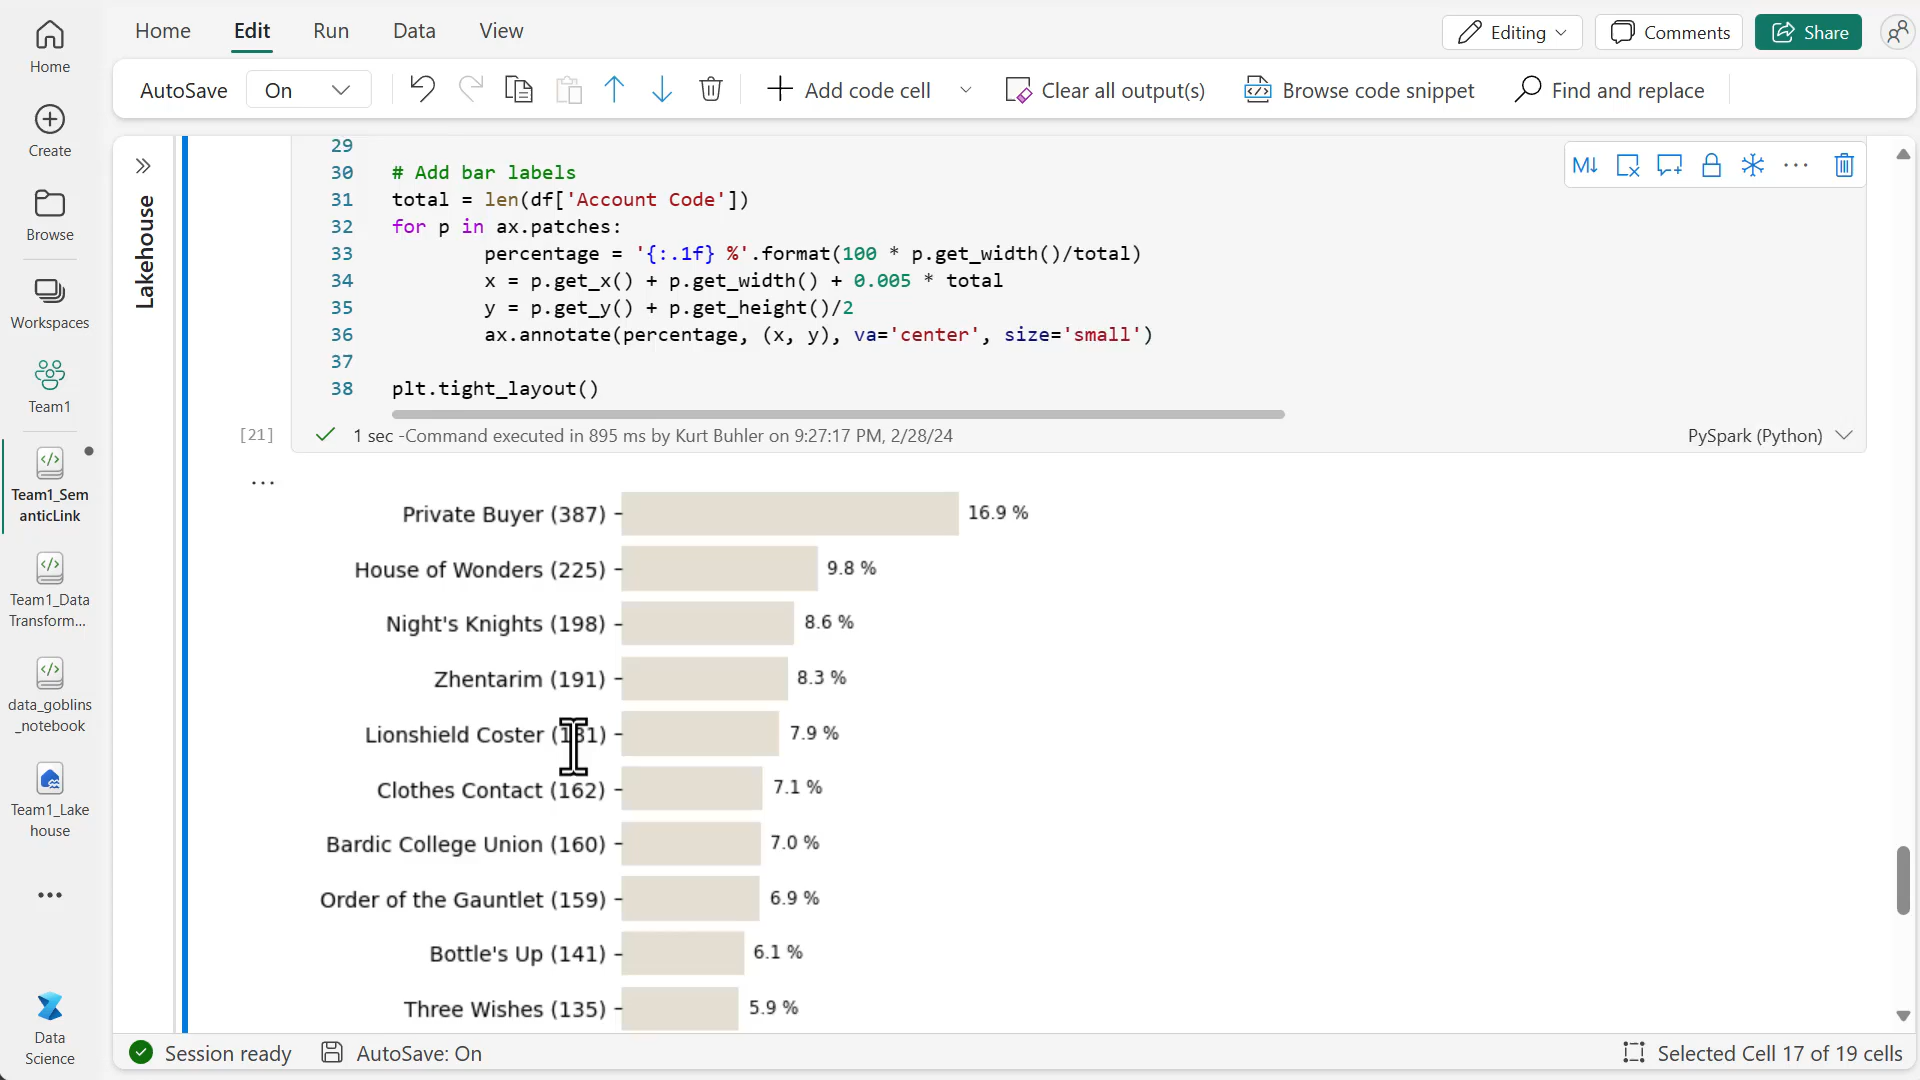 Home
Edit
Run
Data
View
Editing
Comments
Share
AutoSave
On
Add code cell
Clear all output(s)
Browse code snippet
Find and replace
Home
Create
Browse
Workspaces
Team1
Team1_Sem
anticLink
Team1_Data
Transform...
data_goblins
_notebook
Team1_Lake
house
Data
Science
Lakehouse
29
30 # Add bar labels
31 total = len(df['Account Code'])
32 for p in ax.patches:
33 percentage = '{:.1f} %'.format(100 * p.get_width()/total)
34 x = p.get_x() + p.get_width() + 0.005 * total
35 y = p.get_y() + p.get_height()/2
36 ax.annotate(percentage, (x, y), va='center', size='small')
37
38 plt.tight_layout()
[21] 1 sec -Command executed in 895 ms by Kurt Buhler on 9:27:17 PM, 2/28/24 PySpark (Python)
M↓
Private Buyer (387) 16.9 %
House of Wonders (225) 9.8 %
Night's Knights (198) 8.6 %
Zhentarim (191) 8.3 %
Lionshield Coster (181) 7.9 %
Clothes Contact (162) 7.1 %
Bardic College Union (160) 7.0 %
Order of the Gauntlet (159) 6.9 %
Bottle's Up (141) 6.1 %
Three Wishes (135) 5.9 %
Session ready
AutoSave: On
Selected Cell 17 of 19 cells